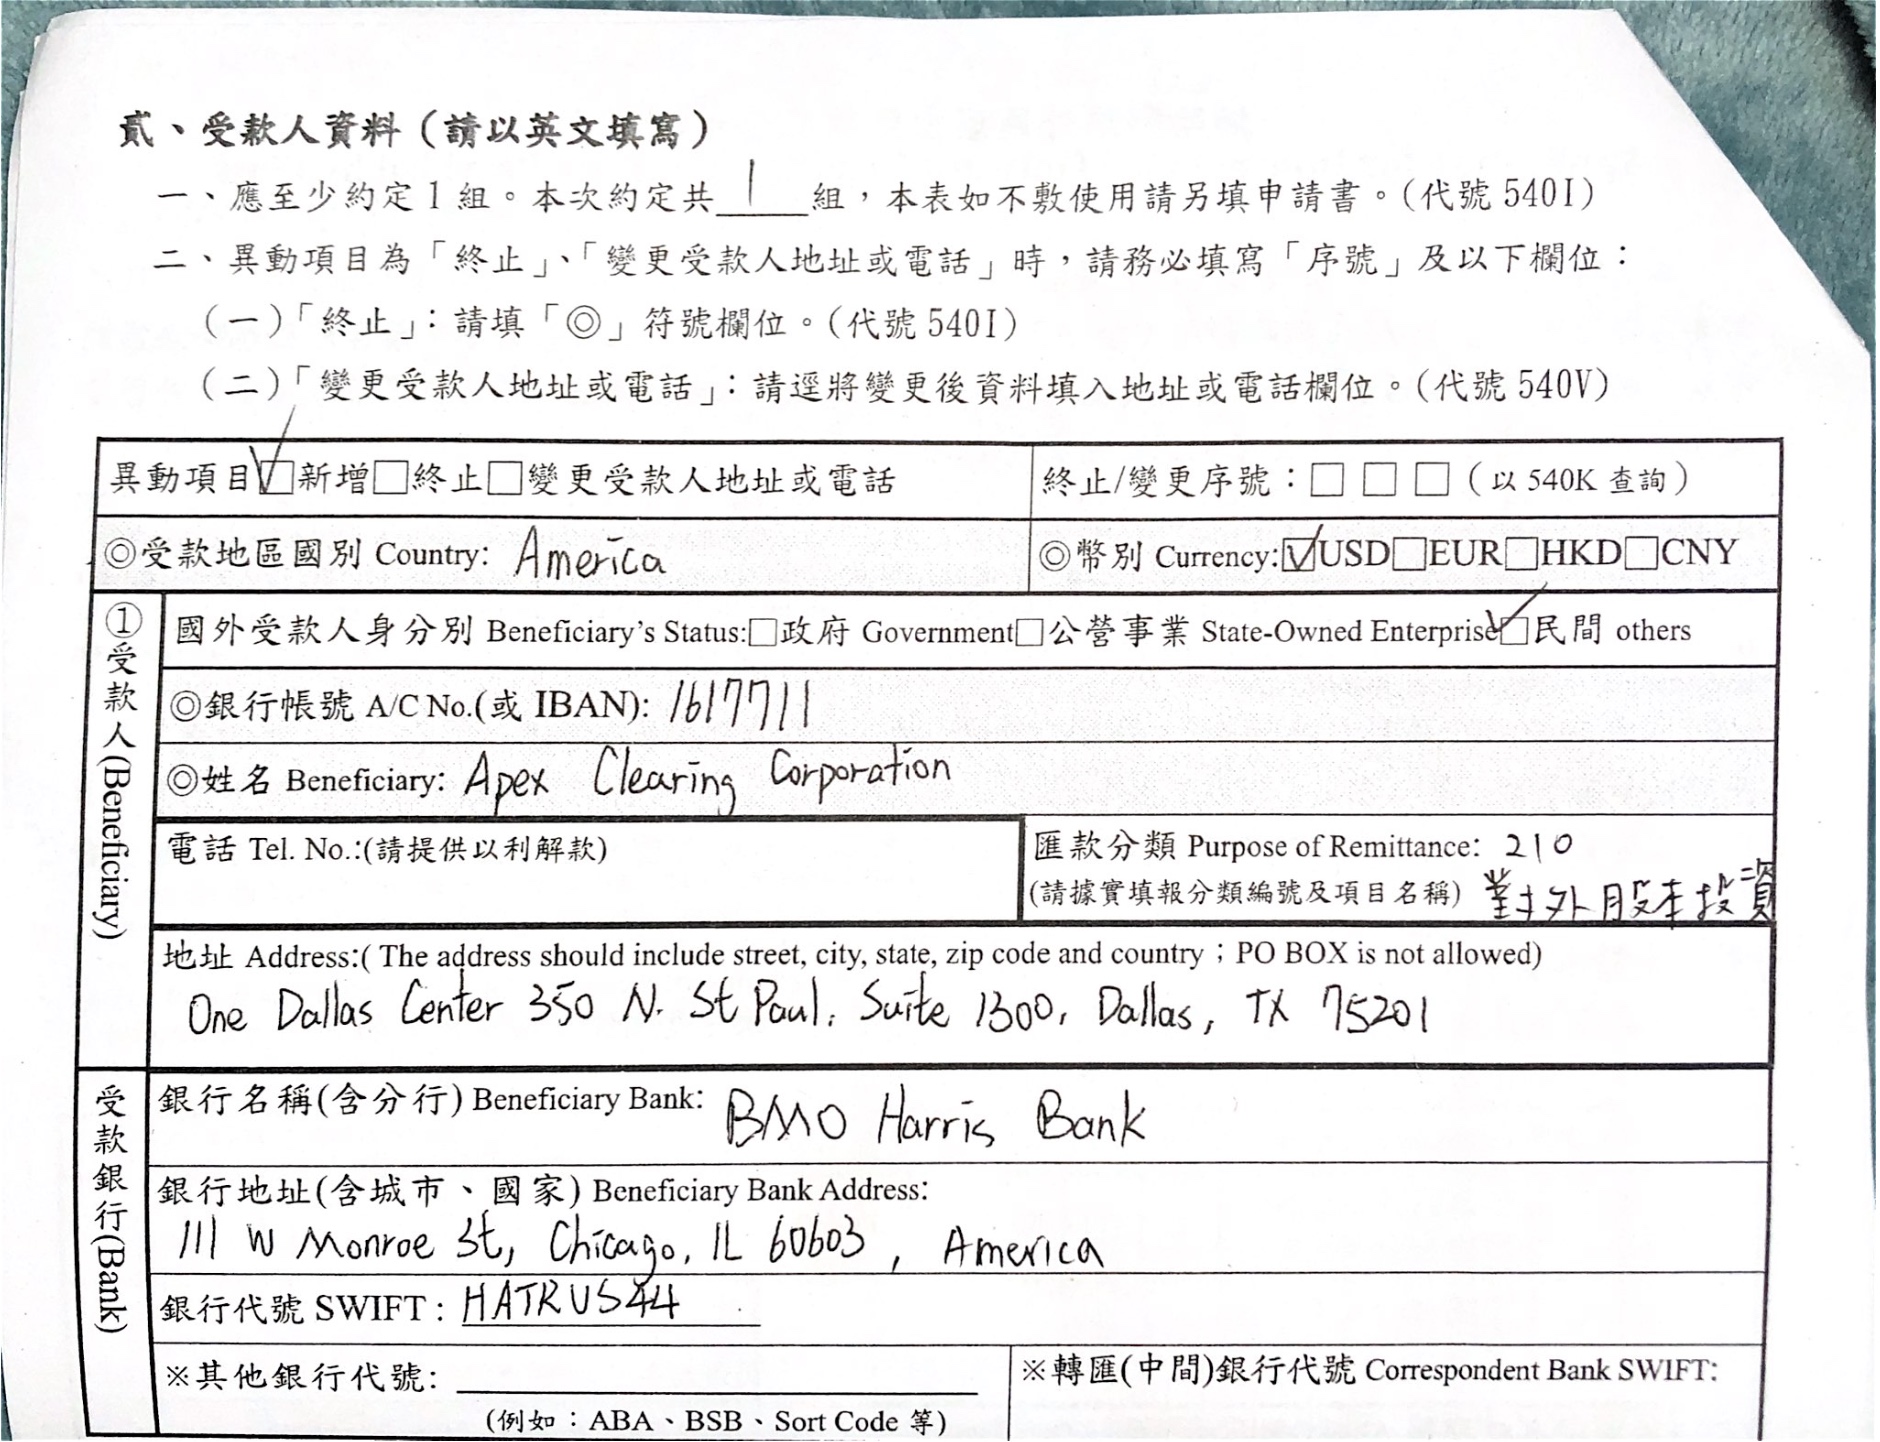 貳、受款人資料(請以英文填寫)
一、應至少約定1組。本次約定共 1 組,本表如不敷使用請另填申請書。(代號540I)
二、異動項目為「終止」、「變更受款人地址或電話」時,請務必填寫「序號」及以下欄位:
(一)「終止」:請填「◎」符號欄位。(代號540I)
(二)「變更受款人地址或電話」:請逕將變更後資料填入地址或電話欄位。(代號540V)
異動項目☑新增□終止□變更受款人地址或電話
終止/變更序號:□ □ □ (以540K 查詢)
◎受款地區國別 Country: America
◎幣別 Currency:☑USD□EUR□HKD□CNY
①受款人(Beneficiary)
國外受款人身分別 Beneficiary's Status:□政府 Government□公營事業 State-Owned Enterprise☑民間 others
◎銀行帳號 A/C No.(或 IBAN): 1617711
◎姓名 Beneficiary: Apex Clearing Corporation
電話 Tel. No.:(請提供以利解款)
匯款分類 Purpose of Remittance: 210
(請據實填報分類編號及項目名稱) 對外股本投資
地址 Address:( The address should include street, city, state, zip code and country;PO BOX is not allowed)
One Dallas Center 350 N. St Paul, Suite 1300, Dallas, TX 75201
受款銀行(Bank)
銀行名稱(含分行) Beneficiary Bank: BMO Harris Bank
銀行地址(含城市、國家) Beneficiary Bank Address:
111 W Monroe St, Chicago, IL 60603, America
銀行代號 SWIFT: HATRUS44
※其他銀行代號:
(例如:ABA、BSB、Sort Code 等)
※轉匯(中間)銀行代號 Correspondent Bank SWIFT: